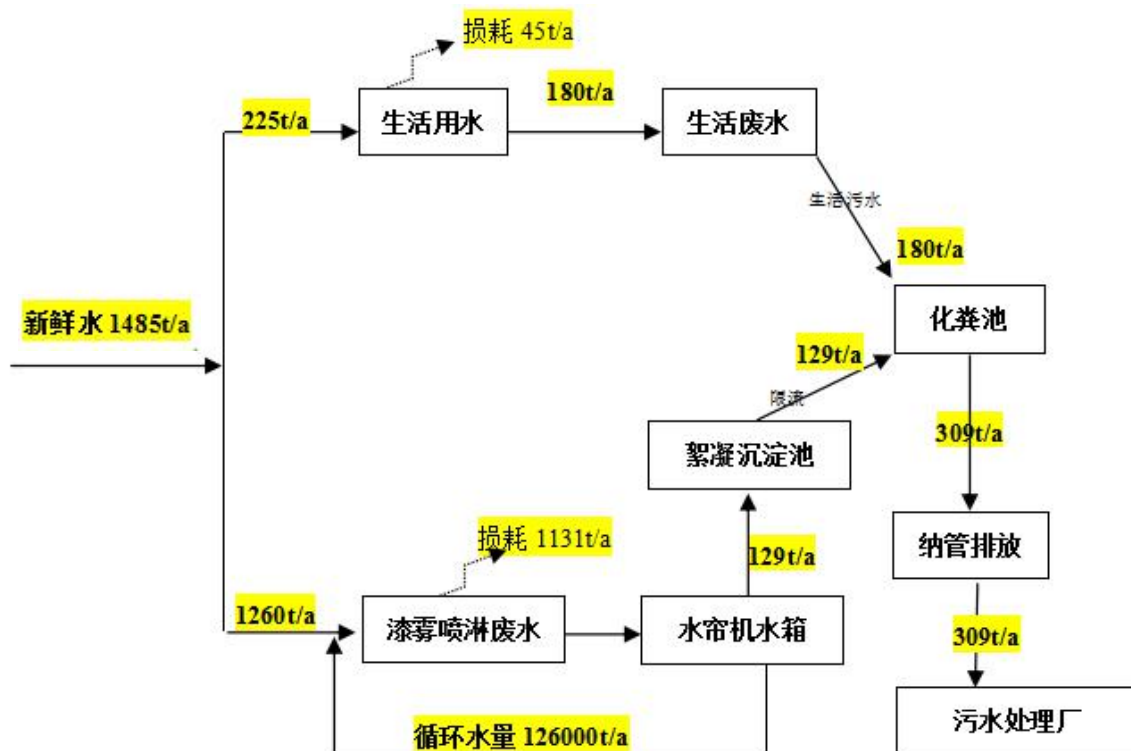 损耗 45t/a
225t/a
生活用水
180t/a
生活废水
生活污水
180t/a
新鲜水 1485t/a
化粪池
129t/a
限流
309t/a
絮凝沉淀池
损耗 1131t/a
129t/a
纳管排放
1260t/a
漆雾喷淋废水
水帘机水箱
309t/a
循环水量 126000t/a
污水处理厂